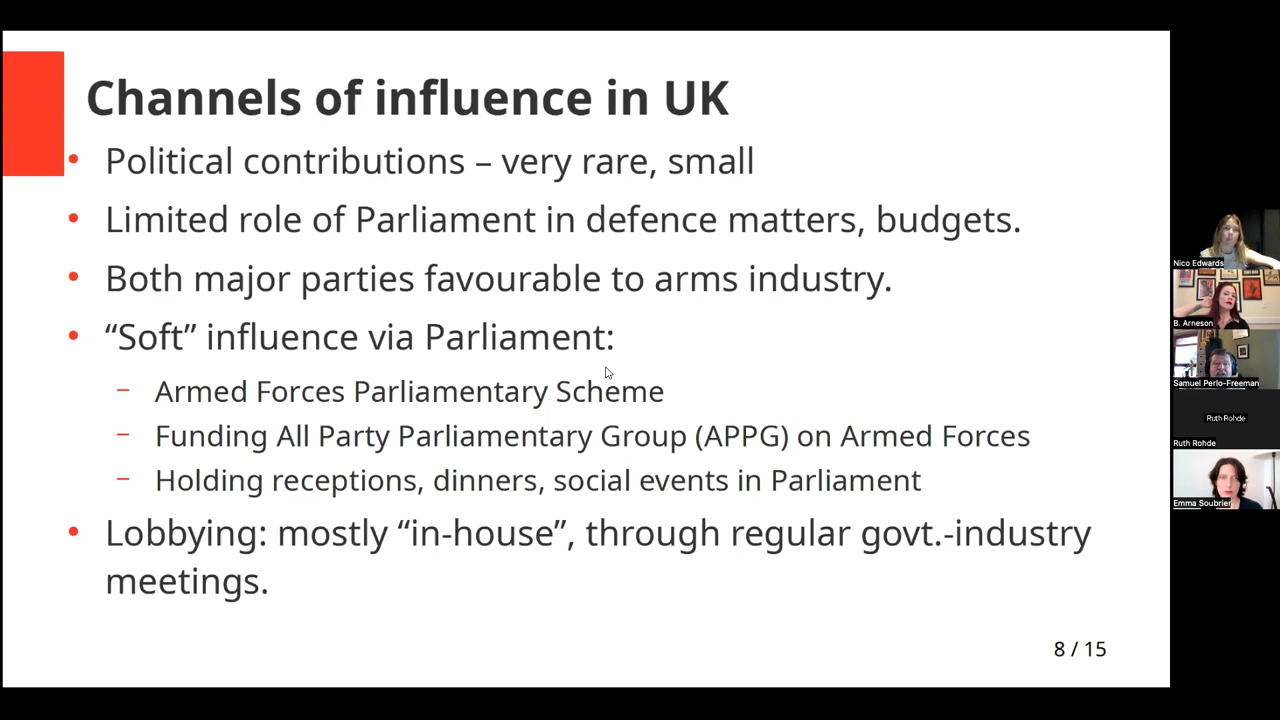 Channels of influence in UK
• Political contributions – very rare, small
• Limited role of Parliament in defence matters, budgets.
• Both major parties favourable to arms industry.
• “Soft” influence via Parliament:
– Armed Forces Parliamentary Scheme
– Funding All Party Parliamentary Group (APPG) on Armed Forces
– Holding receptions, dinners, social events in Parliament
• Lobbying: mostly “in-house”, through regular govt.-industry
meetings.
8 / 15
Nico Edwards
B. Arneson
Samuel Perlo-Freeman
Ruth Rohde
Ruth Rohde
Emma Soubrier